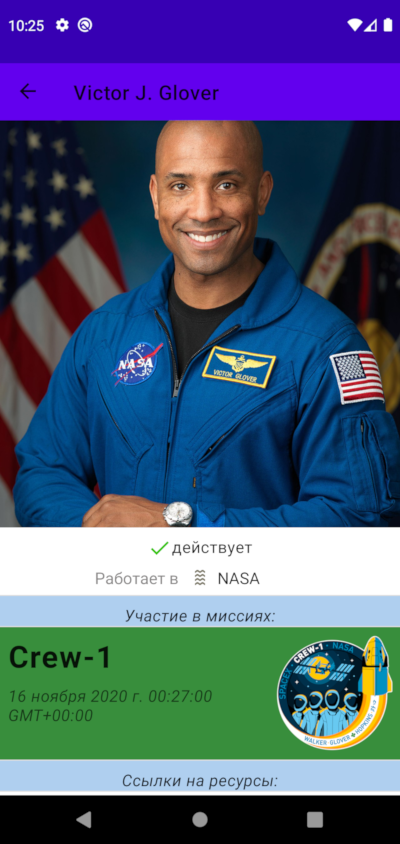 10:25
Victor J. Glover
NASA
VICTOR GLOVER
действует
Работает в NASA
Участие в миссиях:
Crew-1
16 ноября 2020 г. 00:27:00
GMT+00:00
SPACEX • CREW-1 • NASA
WALKER GLOVER HOPKINS
Ссылки на ресурсы: